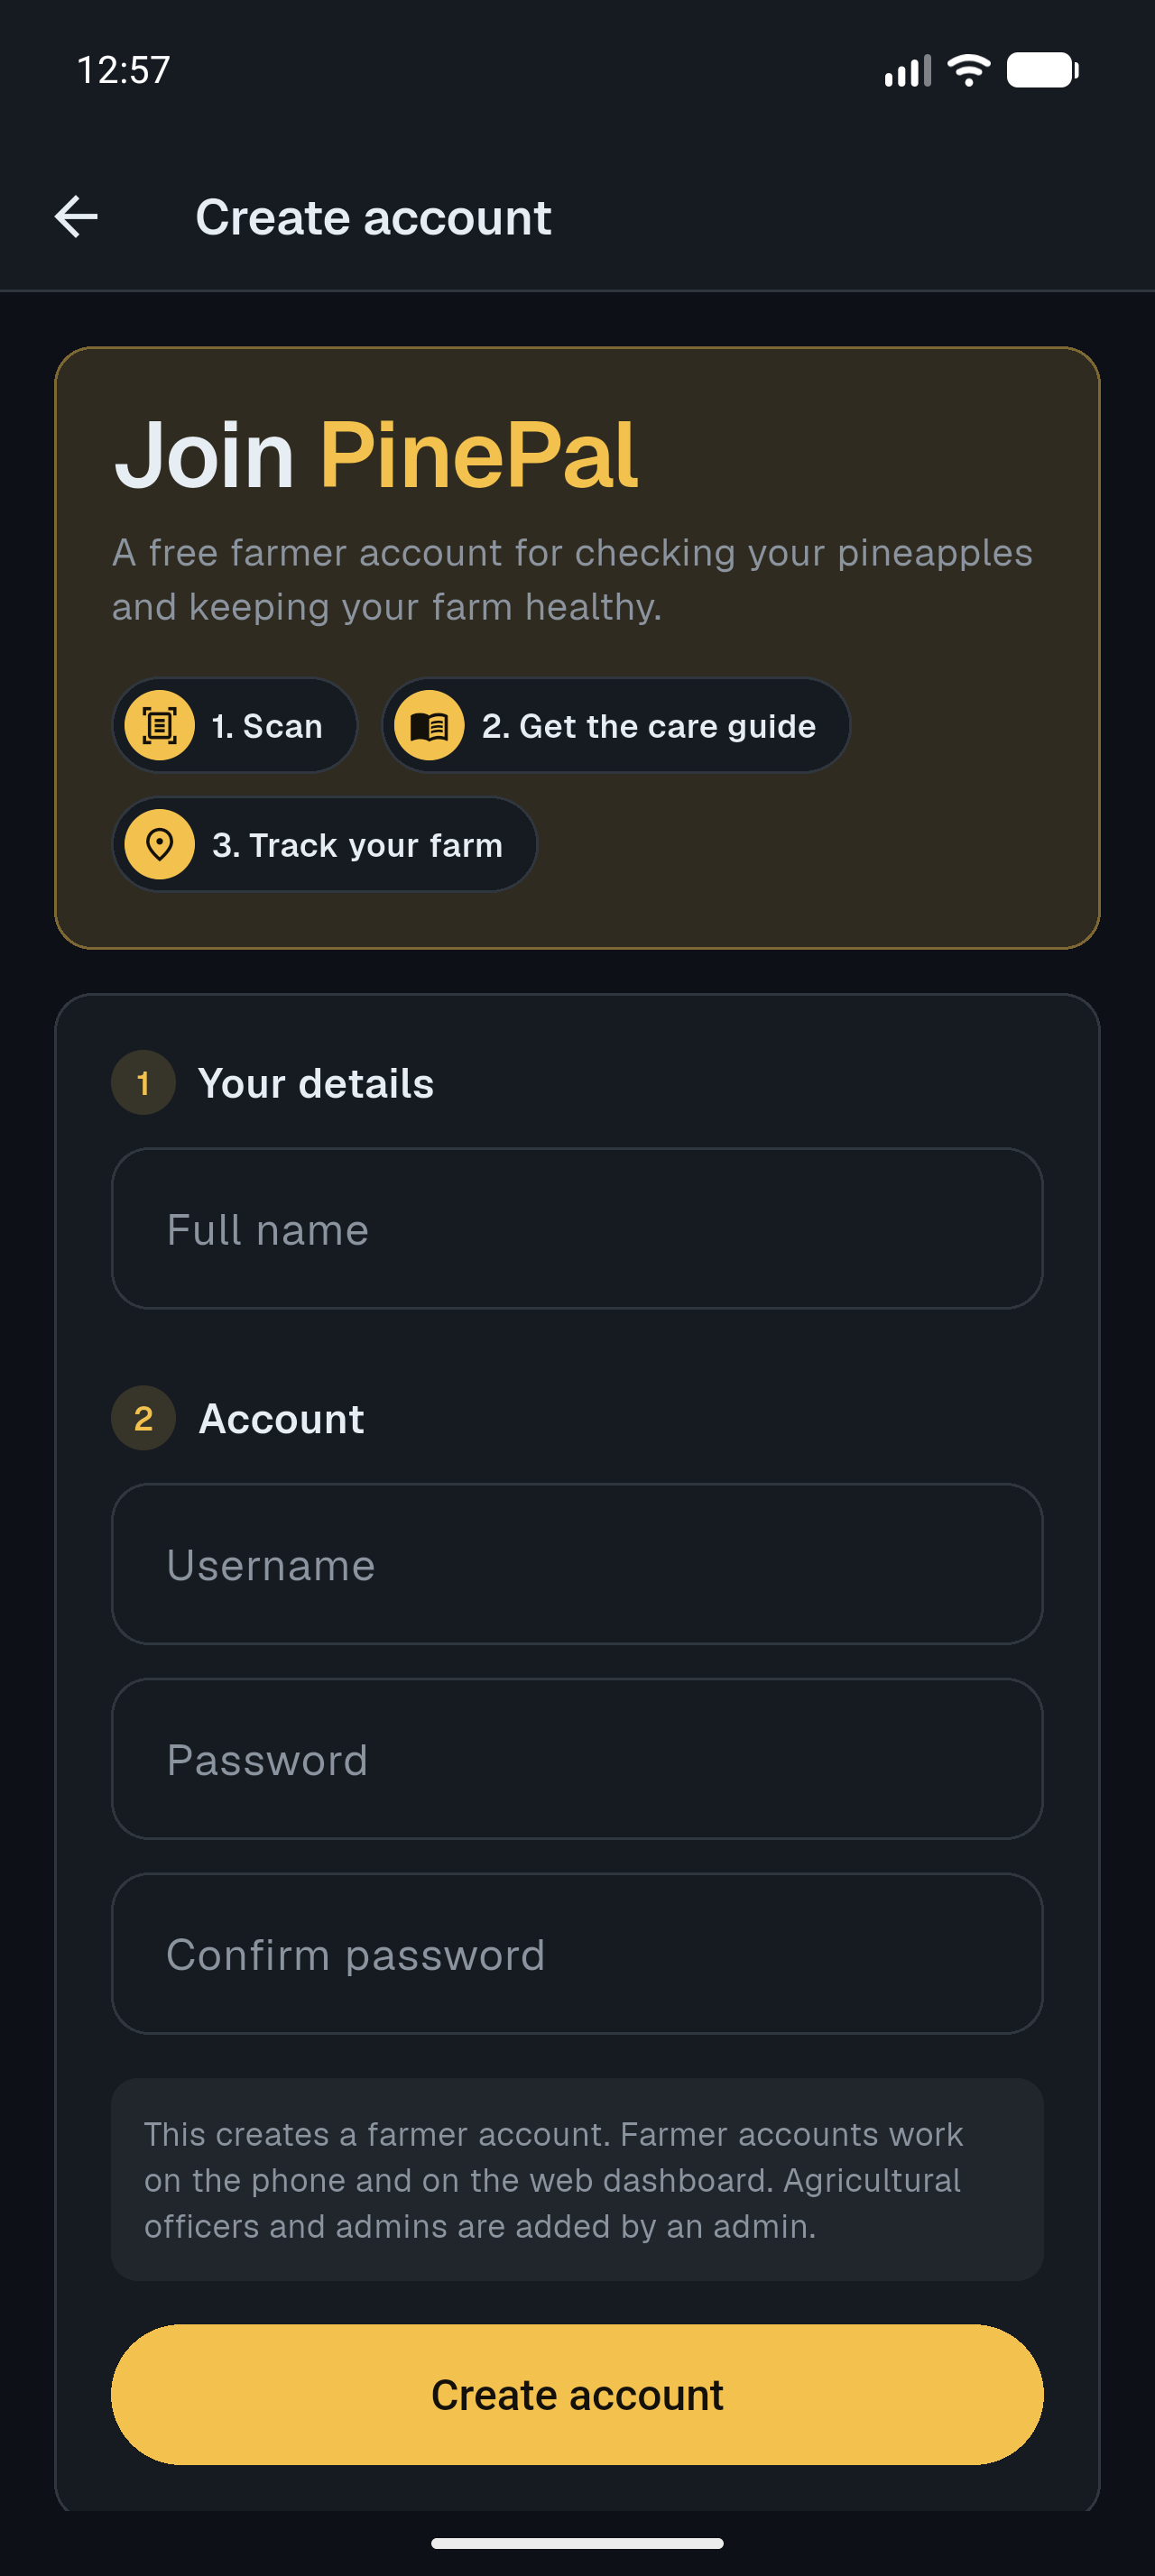 12:57
Create account
Join PinePal
A free farmer account for checking your pineapples
and keeping your farm healthy.
1. Scan
2. Get the care guide
3. Track your farm
1
Your details
Full name
2
Account
Username
Password
Confirm password
This creates a farmer account. Farmer accounts work
on the phone and on the web dashboard. Agricultural
officers and admins are added by an admin.
Create account